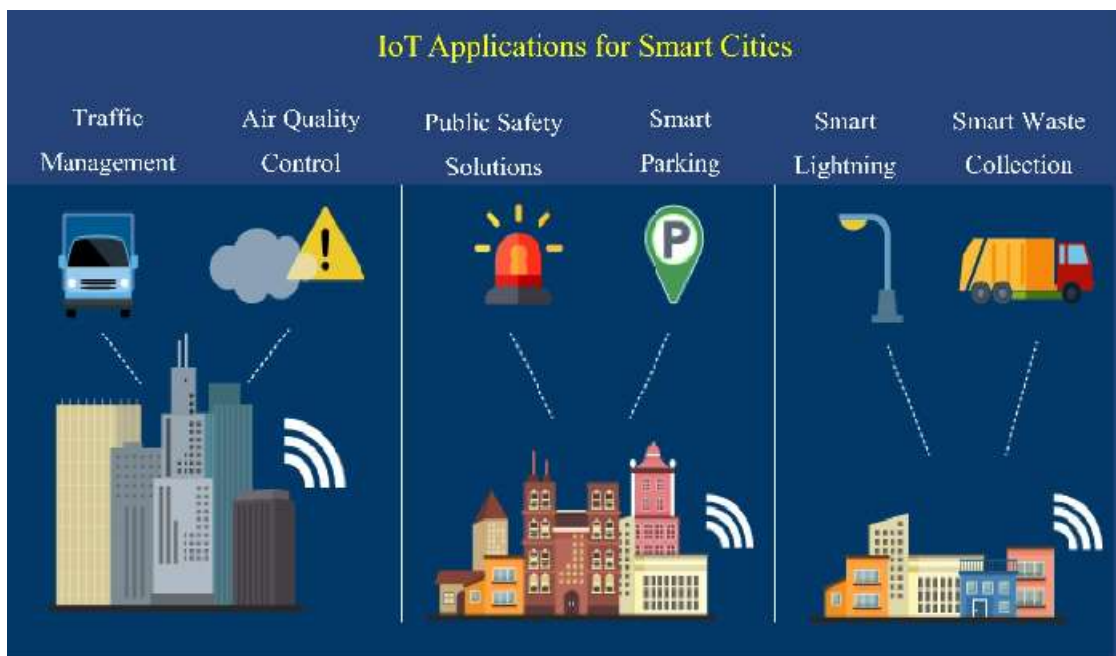 IoT Applications for Smart Cities
Traffic
Management
Air Quality
Control
Public Safety
Solutions
Smart
Parking
Smart
Lightning
Smart Waste
Collection
P